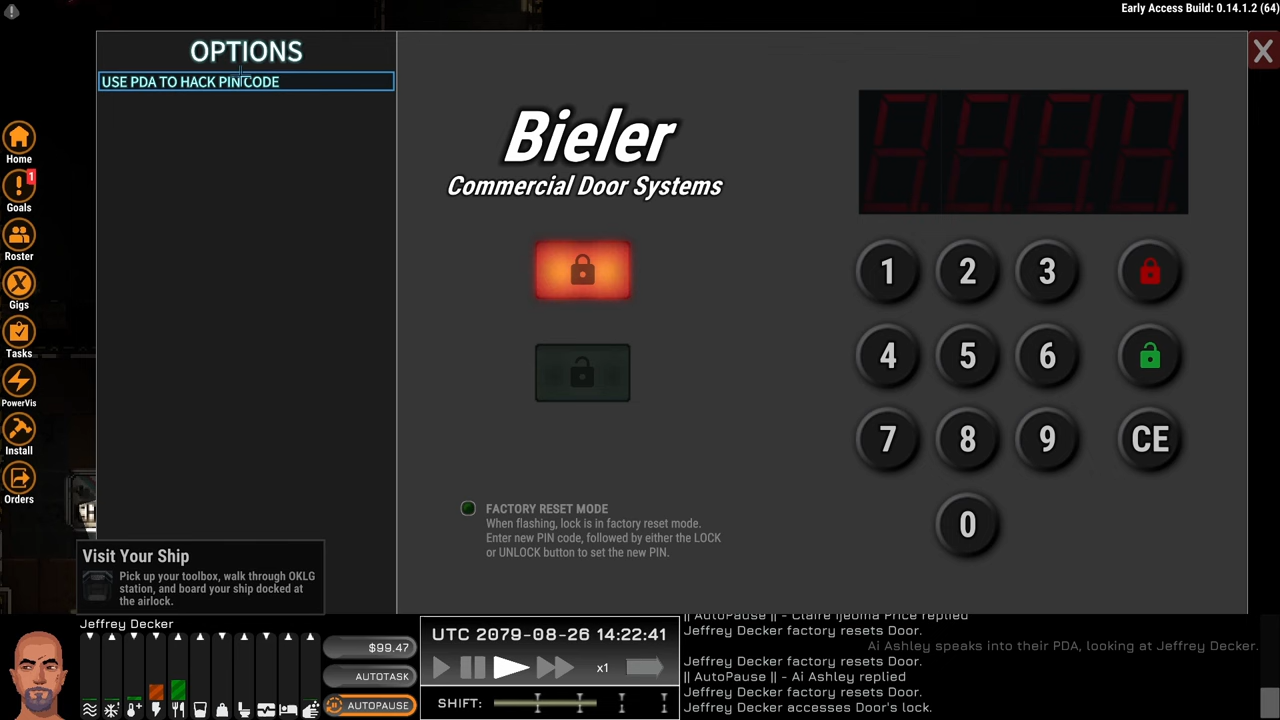 Early Access Build: 0.14.1.2 (64)
OPTIONS
USE PDA TO HACK PIN CODE
Bieler
Commercial Door Systems
1 2 3
4 5 6
7 8 9 CE
0
FACTORY RESET MODE
When flashing, lock is in factory reset mode.
Enter new PIN code, followed by either the LOCK
or UNLOCK button to set the new PIN.
Home
1
Goals
Roster
Gigs
Tasks
PowerVis
Install
Orders
Visit Your Ship
Pick up your toolbox, walk through OKLG
station, and board your ship docked at
the airlock.
Jeffrey Decker
$99.47
AUTOTASK
AUTOPAUSE
UTC 2079-08-26 14:22:41
x1
SHIFT:
|| AutoPause || - Claire Ijeoma Price replied
Jeffrey Decker factory resets Door.
Ai Ashley speaks into their PDA, looking at Jeffrey Decker.
Jeffrey Decker factory resets Door.
|| AutoPause || - Ai Ashley replied
Jeffrey Decker factory resets Door.
Jeffrey Decker accesses Door's lock.